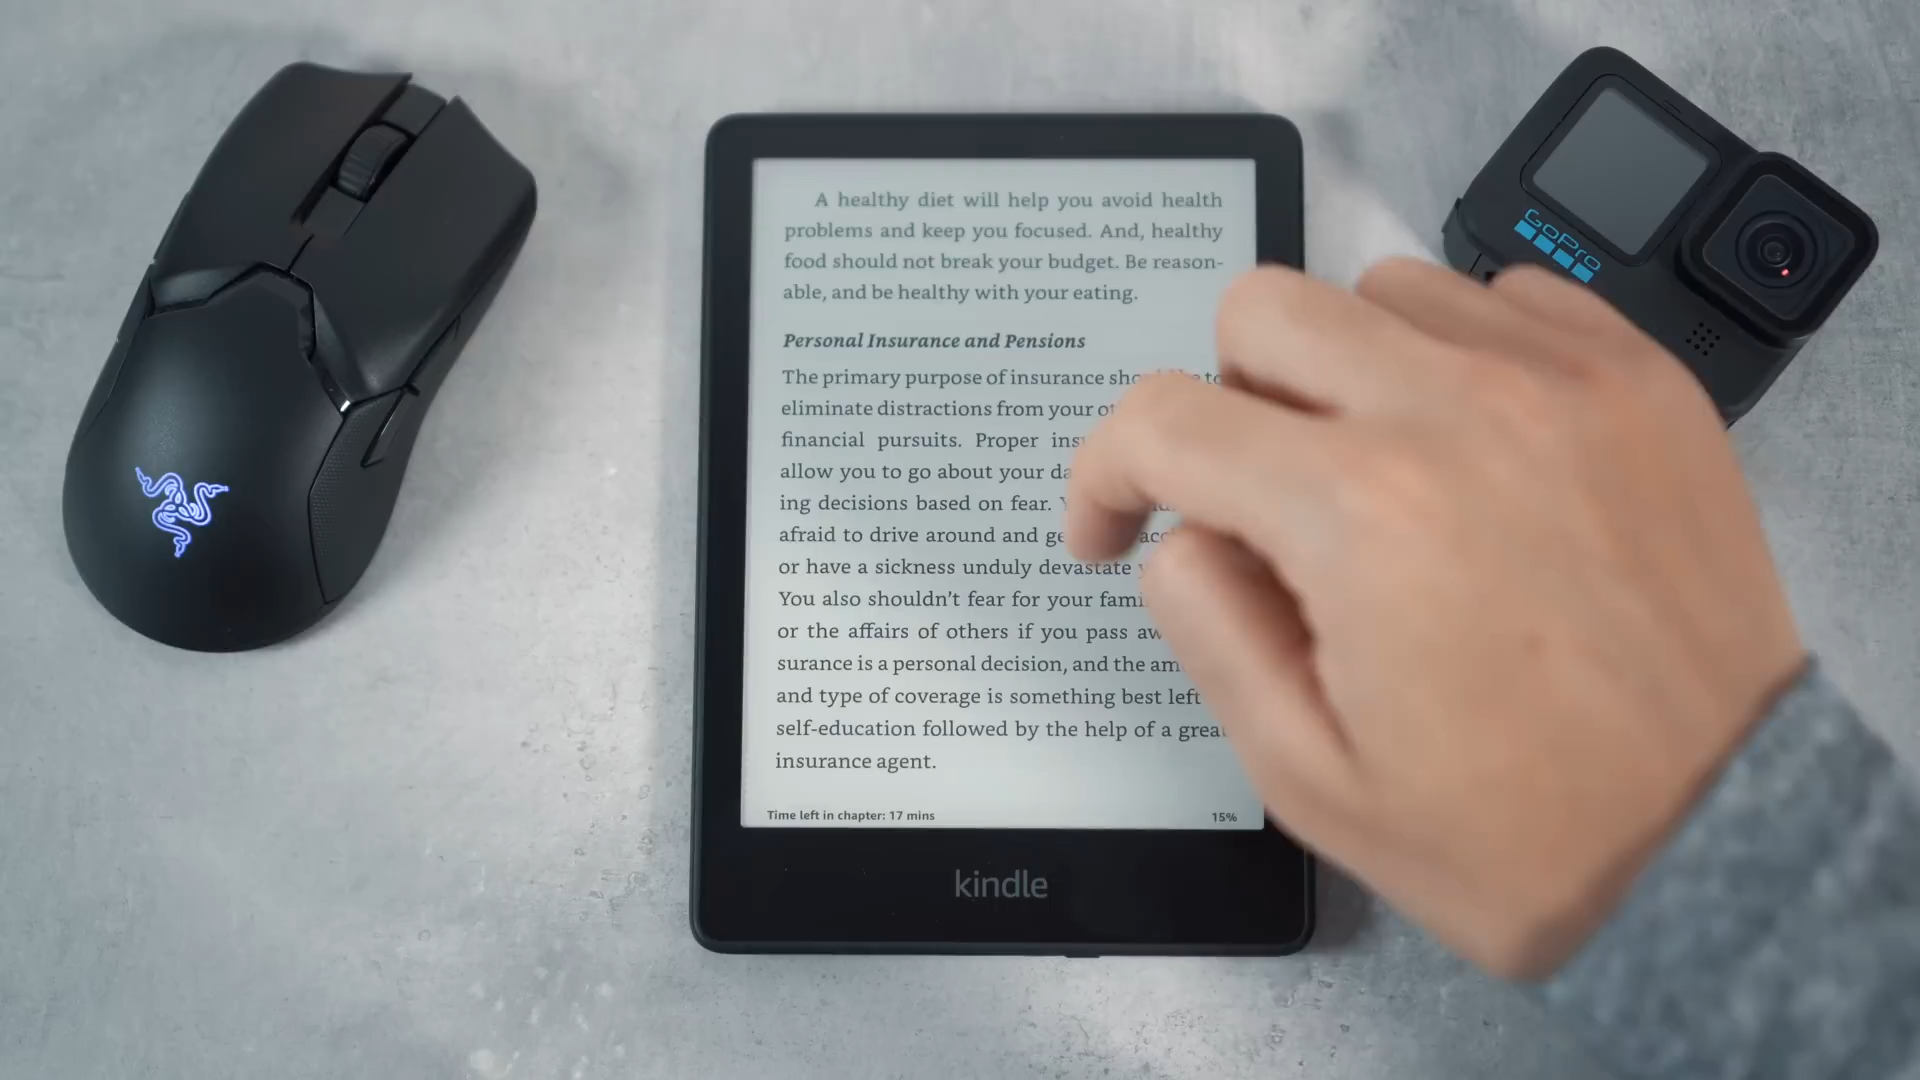 A healthy diet will help you avoid health
problems and keep you focused. And, healthy
food should not break your budget. Be reason-
able, and be healthy with your eating.
Personal Insurance and Pensions
The primary purpose of insurance to
eliminate distractions from your
financial pursuits. Proper
allow you to go about your
ing decisions based on fear.
afraid to drive around and
or have a sickness unduly devastate
You also shouldn't fear for your
or the affairs of others if you pass
surance is a personal decision, and the
and type of coverage is something best left
self-education followed by the help of a great
insurance agent.
Time left in chapter: 17 mins
15%
kindle
GoPro